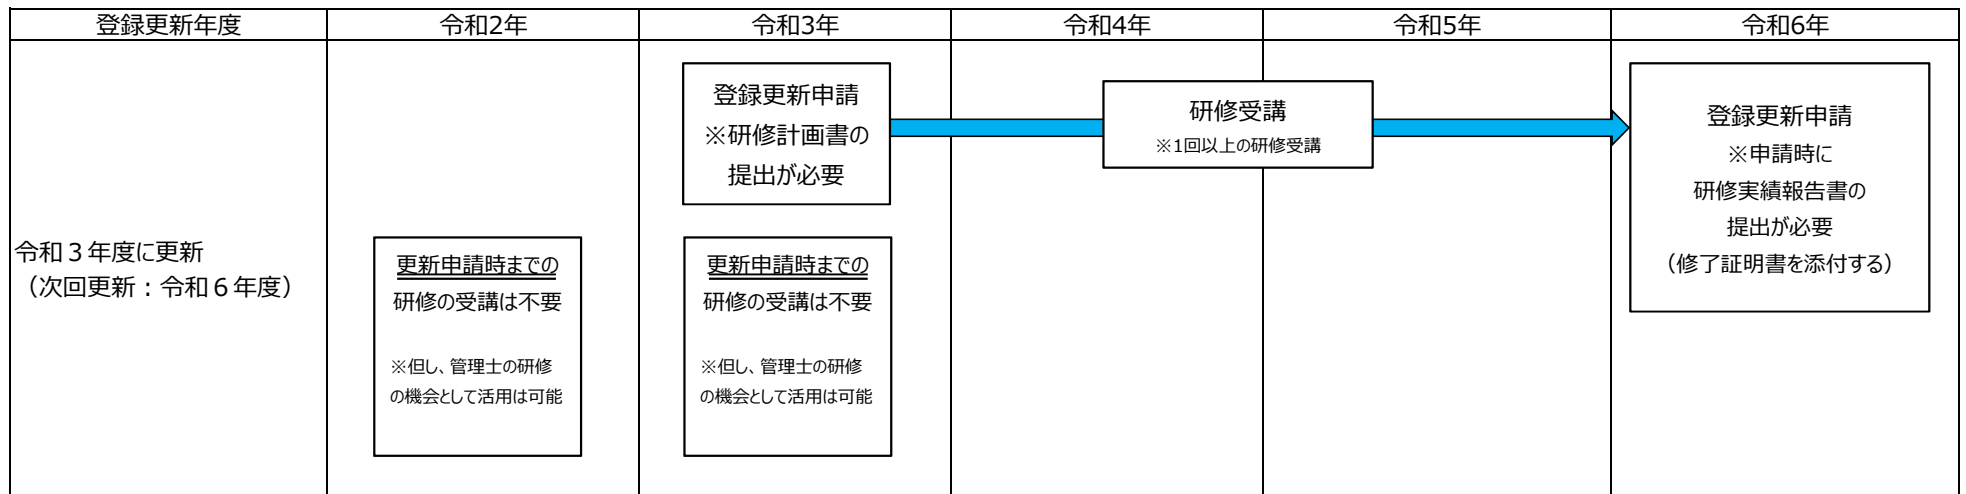 登録更新年度
令和2年
令和3年
令和4年
令和5年
令和6年
令和３年度に更新
（次回更新：令和６年度）
更新申請時までの
研修の受講は不要
※但し、管理士の研修
の機会として活用は可能
登録更新申請
※研修計画書の
提出が必要
更新申請時までの
研修の受講は不要
※但し、管理士の研修
の機会として活用は可能
研修受講
※1回以上の研修受講
登録更新申請
※申請時に
研修実績報告書の
提出が必要
（修了証明書を添付する）